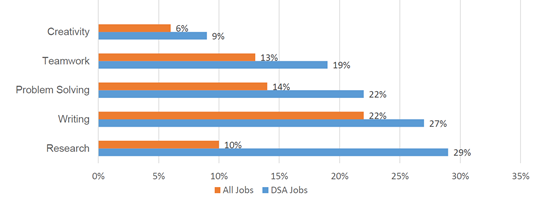 Creativity 6%
9%
Teamwork 13%
19%
Problem Solving 14%
22%
Writing 22%
27%
Research 10%
29%
0% 5% 10% 15% 20% 25% 30% 35%
All Jobs DSA Jobs